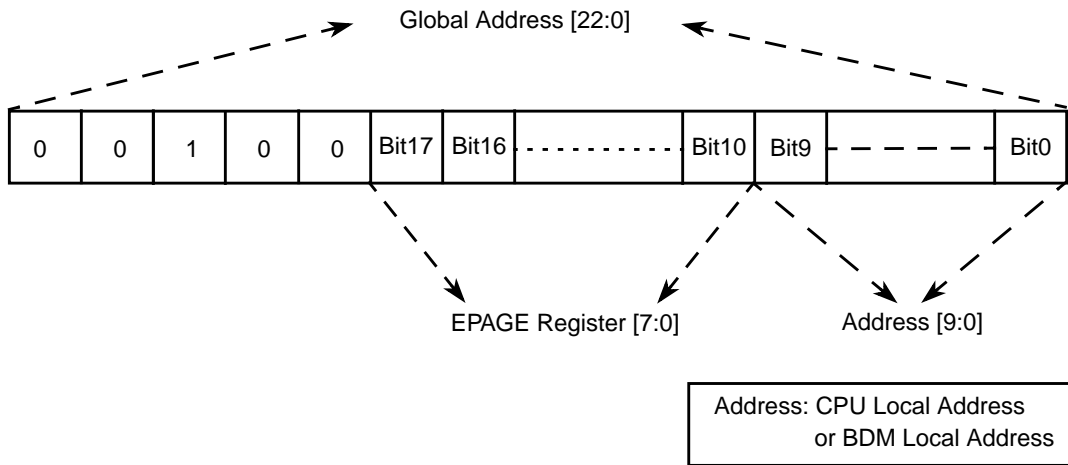 Global Address [22:0]
0 0 1 0 0 Bit17 Bit16 Bit10 Bit9 Bit0
EPAGE Register [7:0] Address [9:0]
Address: CPU Local Address
or BDM Local Address